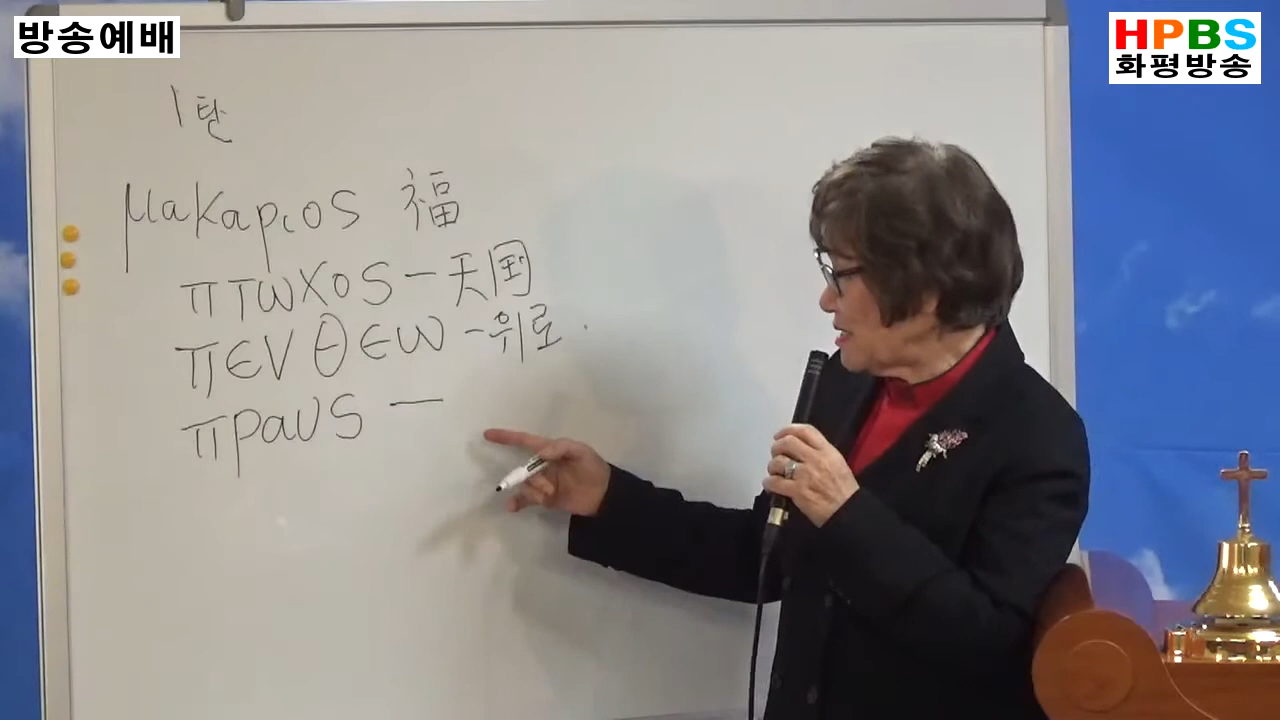 방송예배
HPBS
화평방송
1탄
μακαριος 福
πτωχος - 天国
πενθεω - 위로.
πραυς -